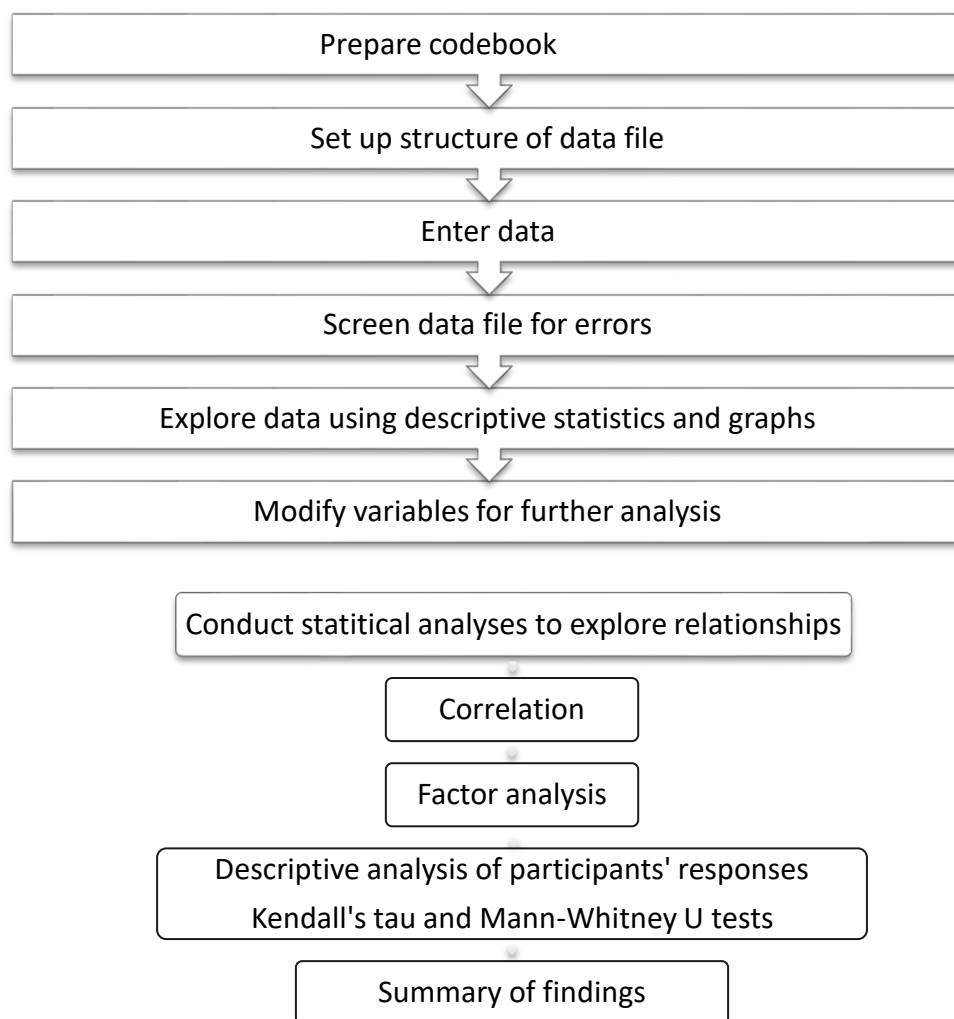 Prepare codebook
Set up structure of data file
Enter data
Screen data file for errors
Explore data using descriptive statistics and graphs
Modify variables for further analysis
Conduct statitical analyses to explore relationships
Correlation
Factor analysis
Descriptive analysis of participants' responses
Kendall's tau and Mann-Whitney U tests
Summary of findings